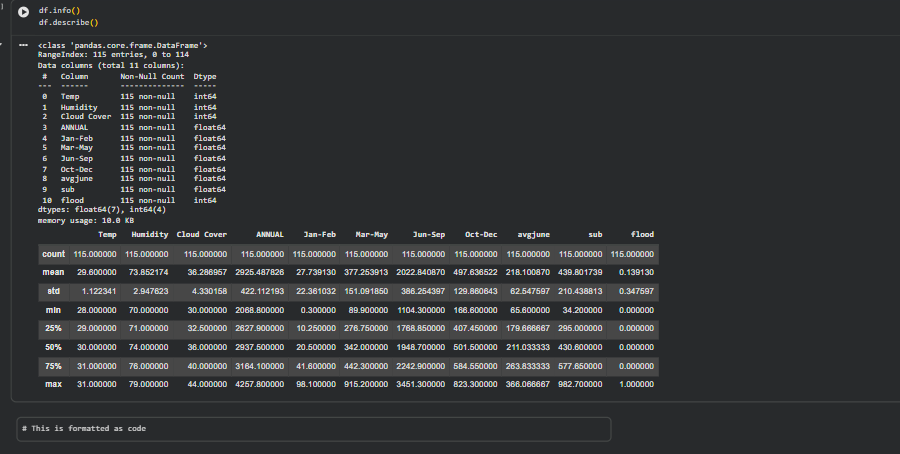 df.info()
df.describe()
<class 'pandas.core.frame.DataFrame'>
RangeIndex: 115 entries, 0 to 114
Data columns (total 11 columns):
 #   Column       Non-Null Count  Dtype
---  ------       --------------  -----
 0   Temp         115 non-null    int64
 1   Humidity     115 non-null    int64
 2   Cloud Cover  115 non-null    int64
 3   ANNUAL       115 non-null    float64
 4   Jan-Feb      115 non-null    float64
 5   Mar-May      115 non-null    float64
 6   Jun-Sep      115 non-null    float64
 7   Oct-Dec      115 non-null    float64
 8   avgjune      115 non-null    float64
 9   sub          115 non-null    float64
 10  flood        115 non-null    int64
dtypes: float64(7), int64(4)
memory usage: 10.0 KB
Temp Humidity Cloud Cover ANNUAL Jan-Feb Mar-May Jun-Sep Oct-Dec avgjune sub flood
count 115.000000 115.000000 115.000000 115.000000 115.000000 115.000000 115.000000 115.000000 115.000000 115.000000 115.000000
mean 29.600000 73.852174 36.286957 2925.487826 27.739130 377.253913 2022.840870 497.636522 218.100870 439.801739 0.139130
std 1.122341 2.947623 4.330158 422.112193 22.361032 151.091850 386.254397 129.860643 62.547597 210.438813 0.347597
min 28.000000 70.000000 30.000000 2068.800000 0.300000 89.900000 1104.300000 166.600000 65.600000 34.200000 0.000000
25% 29.000000 71.000000 32.500000 2627.900000 10.250000 276.750000 1768.850000 407.450000 179.666667 295.000000 0.000000
50% 30.000000 74.000000 36.000000 2937.500000 20.500000 342.000000 1948.700000 501.500000 211.033333 430.600000 0.000000
75% 31.000000 76.000000 40.000000 3164.100000 41.600000 442.300000 2242.900000 584.550000 263.833333 577.650000 0.000000
max 31.000000 79.000000 44.000000 4257.800000 98.100000 915.200000 3451.300000 823.300000 366.066667 982.700000 1.000000
# This is formatted as code